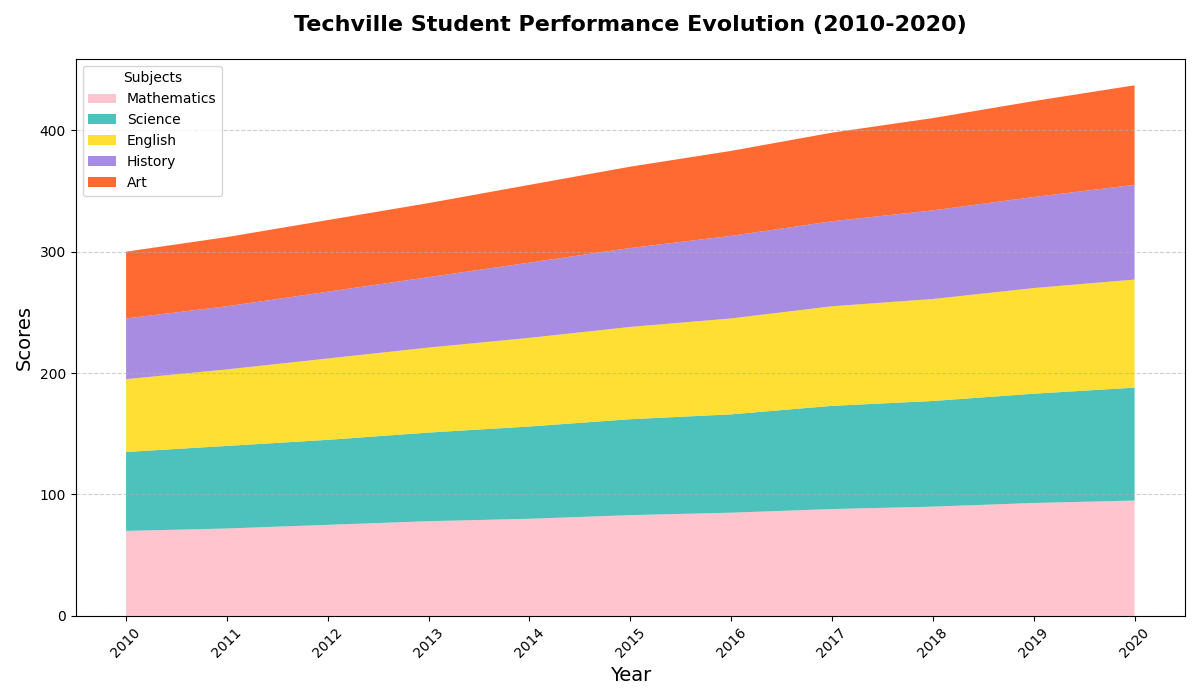 Techville Student Performance Evolution (2010-2020)
Subjects
Mathematics
Science
English
History
Art
Scores
400
300
200
100
0
2010 2011 2012 2013 2014 2015 2016 2017 2018 2019 2020
Year